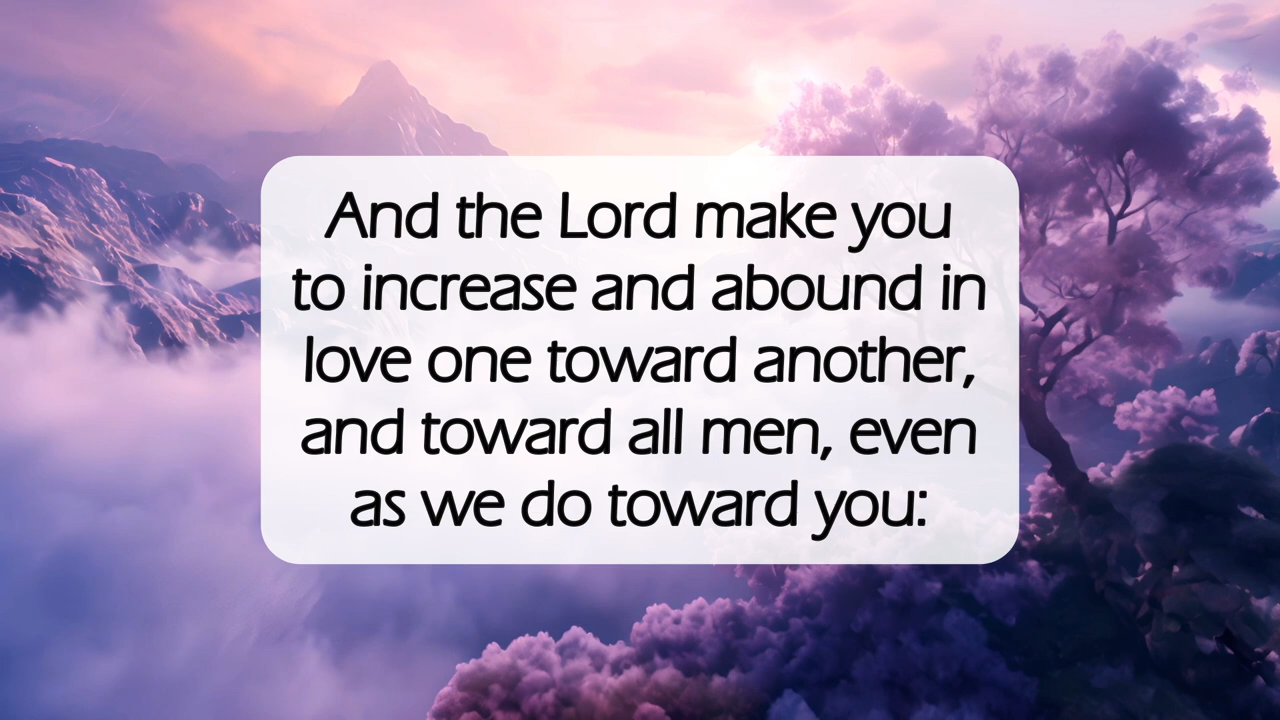 And the Lord make you
to increase and abound in
love one toward another,
and toward all men, even
as we do toward you: